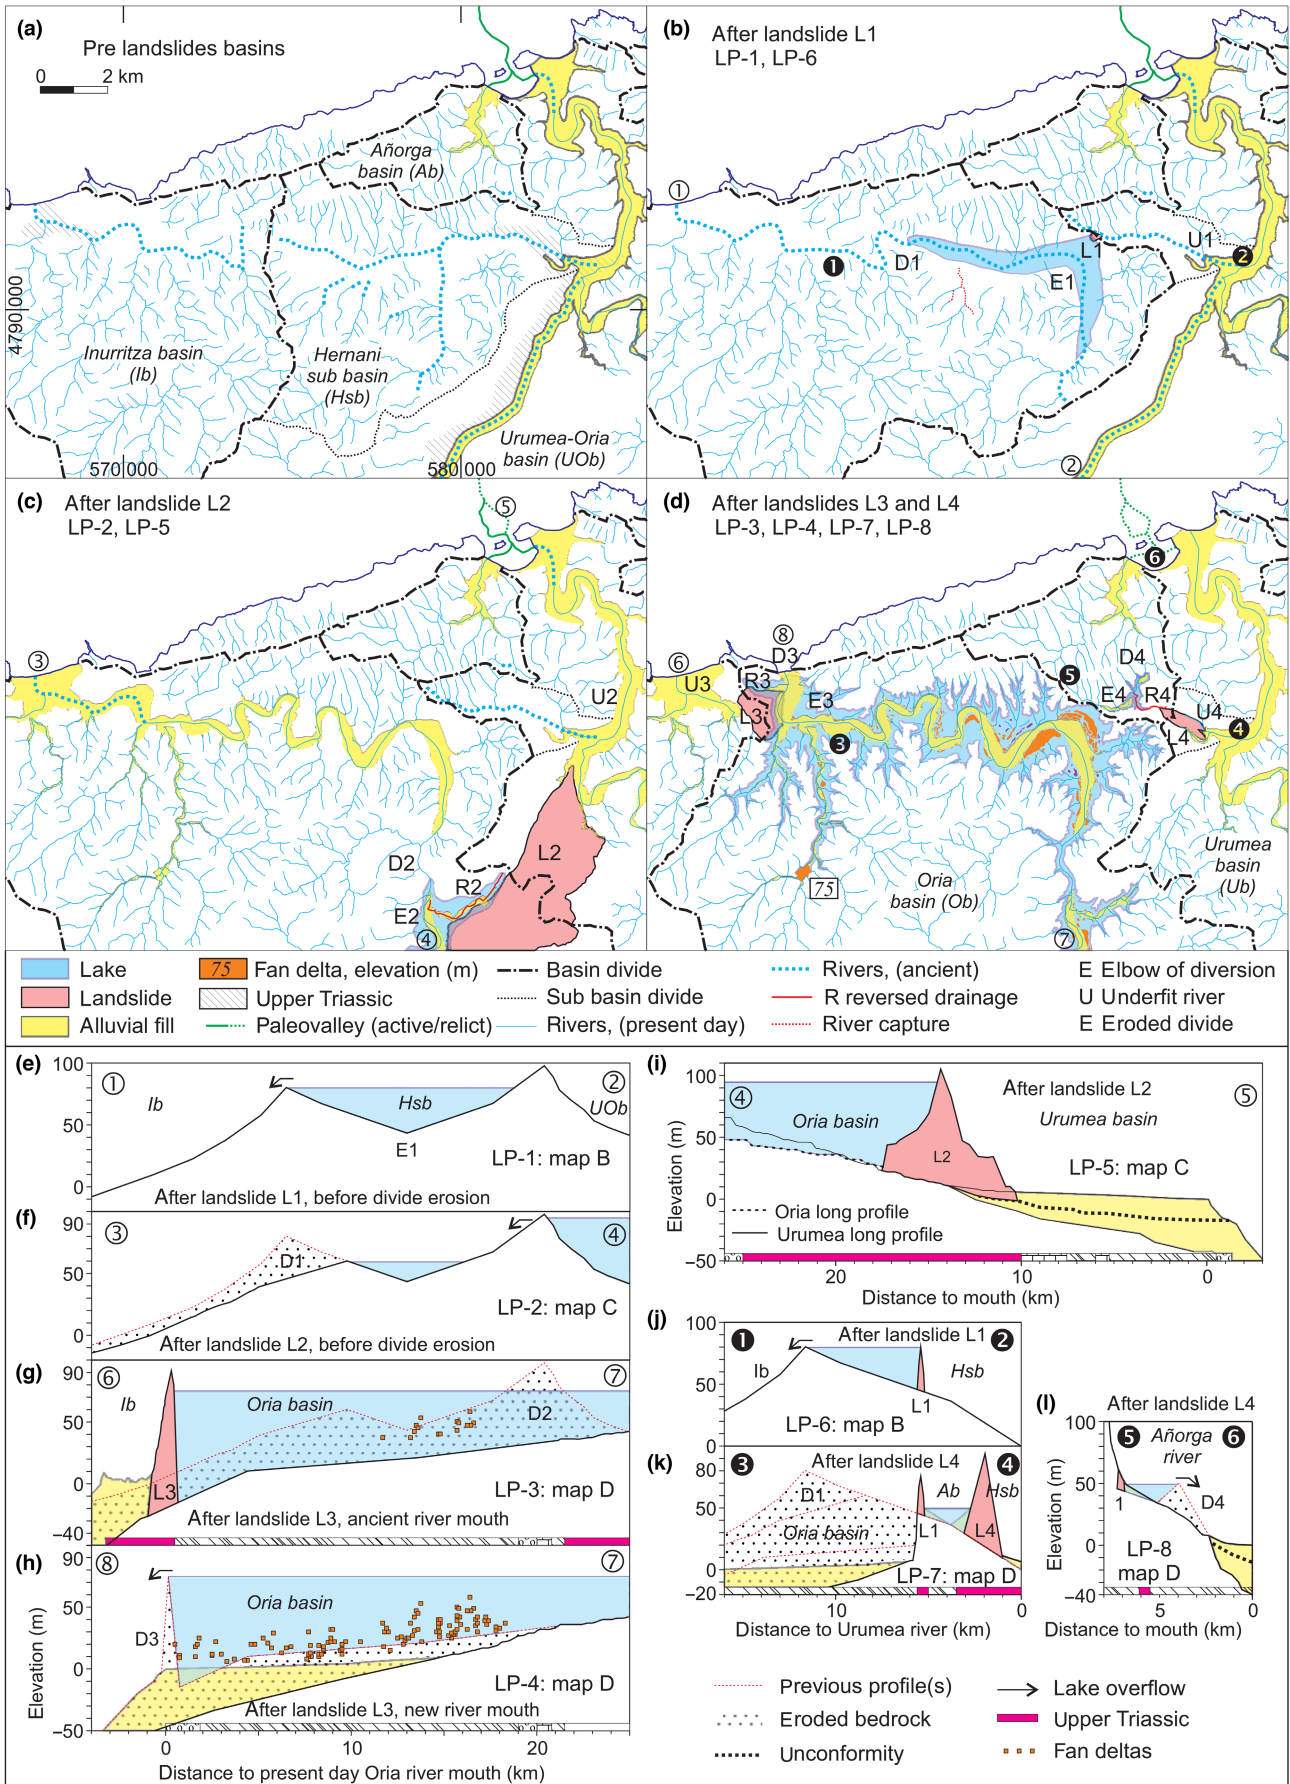 (a)
Pre landslides basins
0 2 km
Añorga
basin (Ab)
Inurritza basin
(Ib)
Hernani
sub basin
(Hsb)
Urumea-Oria
basin (UOb)
4790 000
570 000
580 000
(b) After landslide L1
LP-1, LP-6
①
❶
D1
L1
E1
U1
❷
②
(c) After landslide L2
LP-2, LP-5
⑤
③
U2
D2
L2
R2
E2
④
(d) After landslides L3 and L4
LP-3, LP-4, LP-7, LP-8
❻
⑧
D3
⑥
U3
R3
L3
E3
❸
❺
D4
E4
R4
U4
L4
❹
75
Oria
basin (Ob)
Urumea
basin
(Ub)
⑦
Lake
Landslide
Alluvial fill
75 Fan delta, elevation (m)
Upper Triassic
Paleovalley (active/relict)
Basin divide
Sub basin divide
Rivers, (present day)
Rivers, (ancient)
R reversed drainage
River capture
E Elbow of diversion
U Underfit river
E Eroded divide
(e)
100
50
0
①
Ib
Hsb
②
UOb
E1
LP-1: map B
After landslide L1, before divide erosion
(f)
90
50
0
③
D1
④
LP-2: map C
After landslide L2, before divide erosion
(g)
90
50
0
−40
⑥
Ib
Oria basin
⑦
D2
L3
LP-3: map D
After landslide L3, ancient river mouth
(h)
90
50
0
−50
Elevation (m)
⑧
Oria basin
⑦
D3
LP-4: map D
After landslide L3, new river mouth
0 10 20
Distance to present day Oria river mouth (km)
(i)
100
50
0
−50
Elevation (m)
After landslide L2
④
Oria basin
Urumea basin
⑤
L2
LP-5: map C
Oria long profile
Urumea long profile
20 10 0
Distance to mouth (km)
(j)
100
50
0
❶
After landslide L1
❷
Ib
Hsb
L1
LP-6: map B
(k)
80
50
0
−20
❸
After landslide L4
❹
D1
Ab
Hsb
Oria basin
L1
L4
LP-7: map D
10 0
Distance to Urumea river (km)
(l)
After landslide L4
100
50
0
−40
Elevation (m)
❺
Añorga
river
❻
1
D4
LP-8
map D
5 0
Distance to mouth (km)
Previous profile(s)
Eroded bedrock
Unconformity
Lake overflow
Upper Triassic
Fan deltas